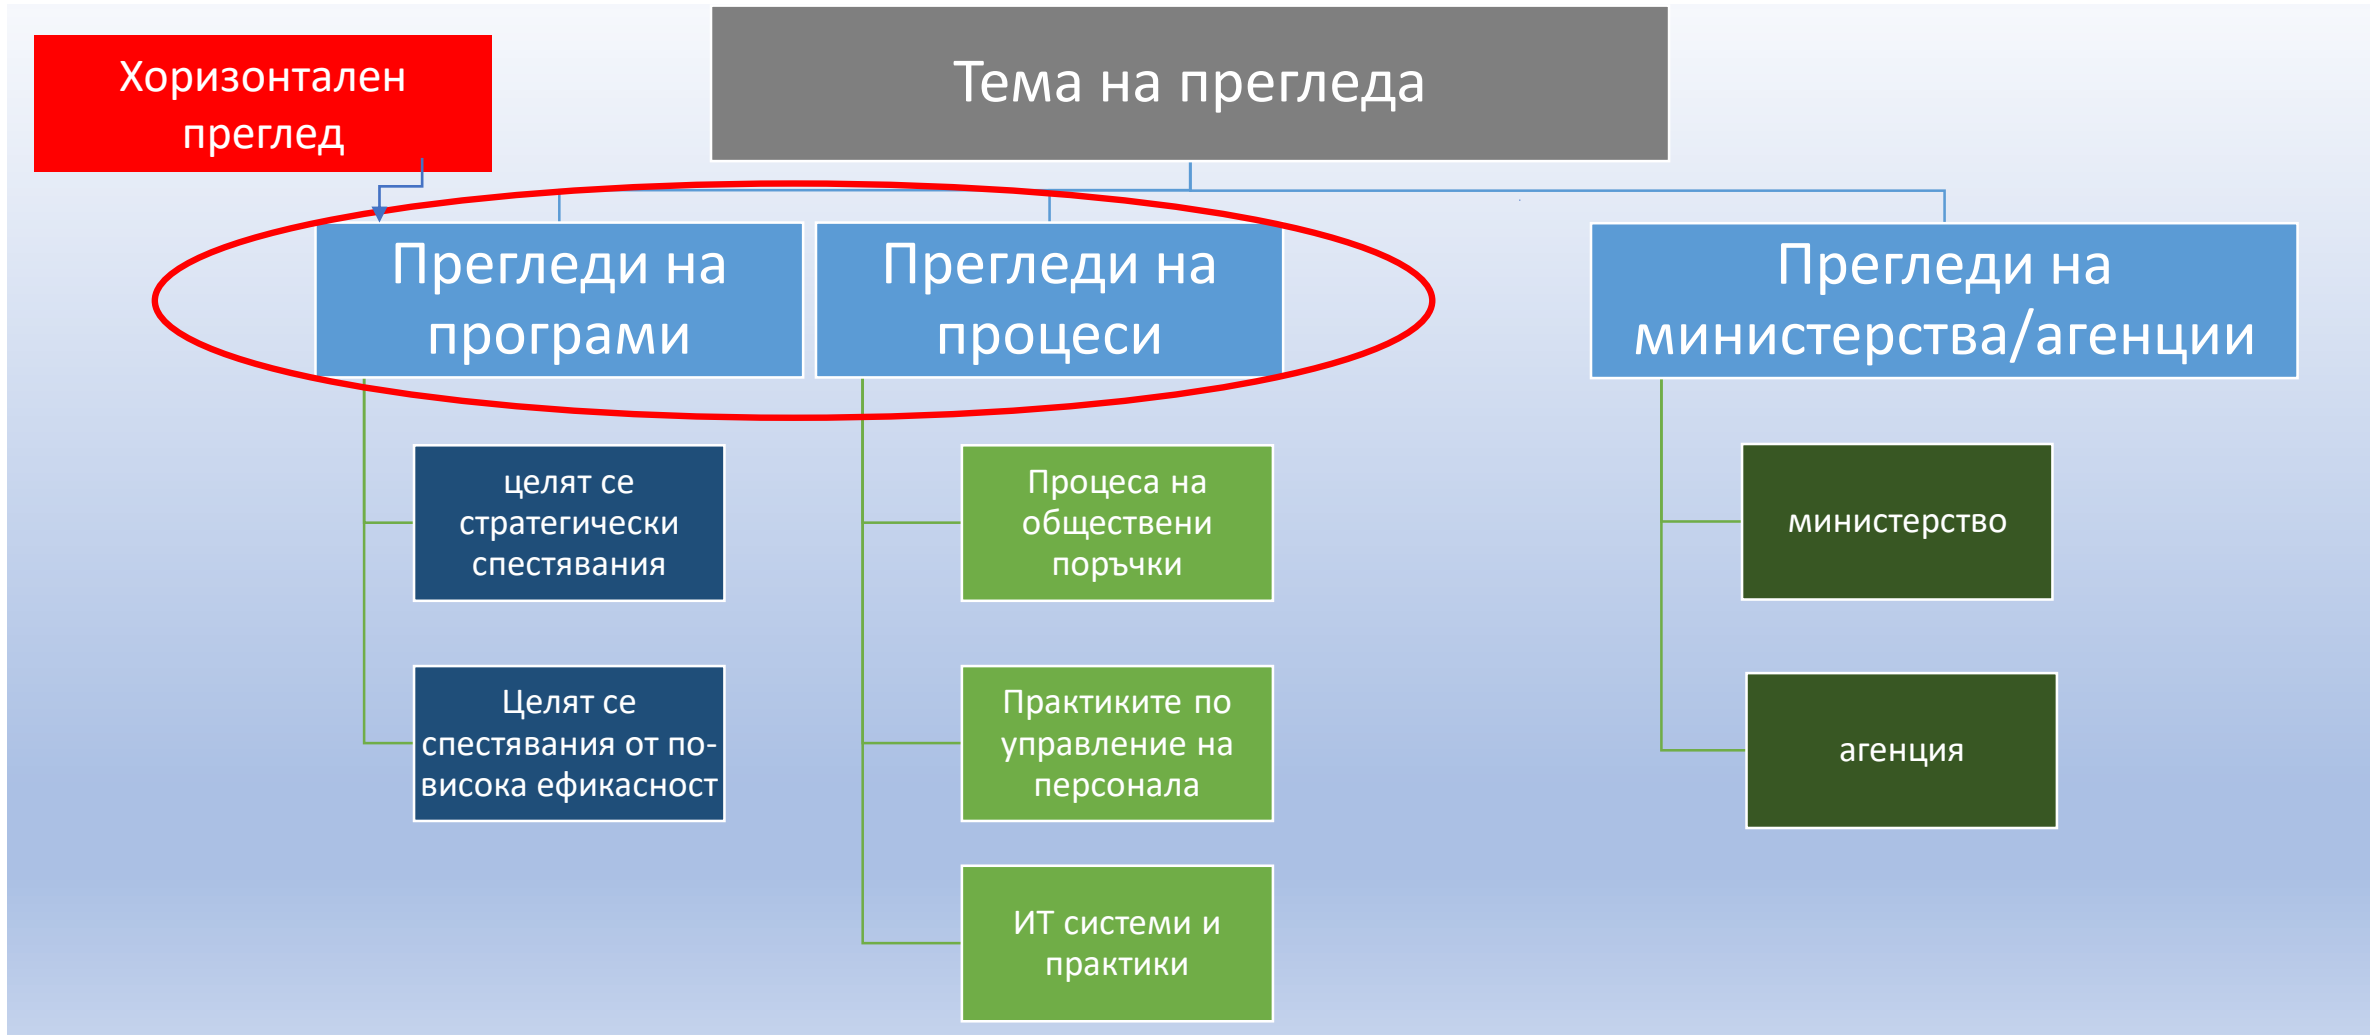 Хоризонтален
преглед
Тема на прегледа
Прегледи на
програми
Прегледи на
процеси
Прегледи на
министерства/агенции
целят се
стратегически
спестявания
Целят се
спестявания от по-
висока ефикасност
Процеса на
обществени
поръчки
Практиките по
управление на
персонала
ИТ системи и
практики
министерство
агенция